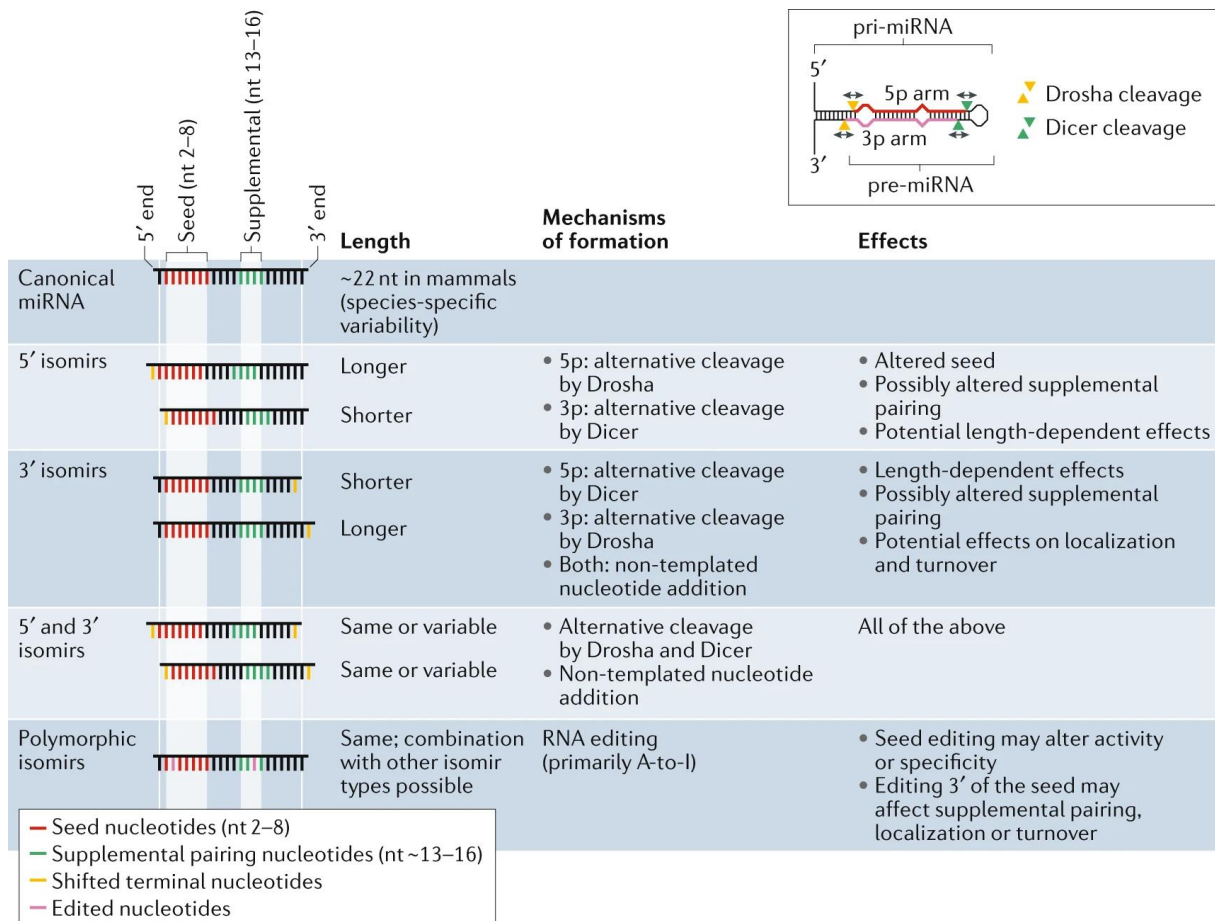 pri-miRNA
5′
5p arm
3p arm
3′
pre-miRNA
Drosha cleavage
Dicer cleavage
5′ end
Seed (nt 2–8)
Supplemental (nt 13–16)
3′ end
Length
Mechanisms
of formation
Effects
Canonical
miRNA
~22 nt in mammals
(species-specific
variability)
5′ isomirs
Longer
Shorter
• 5p: alternative cleavage
by Drosha
• 3p: alternative cleavage
by Dicer
• Altered seed
• Possibly altered supplemental
pairing
• Potential length-dependent effects
3′ isomirs
Shorter
Longer
• 5p: alternative cleavage
by Dicer
• 3p: alternative cleavage
by Drosha
• Both: non-templated
nucleotide addition
• Length-dependent effects
• Possibly altered supplemental
pairing
• Potential effects on localization
and turnover
5′ and 3′
isomirs
Same or variable
Same or variable
• Alternative cleavage
by Drosha and Dicer
• Non-templated nucleotide
addition
All of the above
Polymorphic
isomirs
Same; combination
with other isomir
types possible
RNA editing
(primarily A-to-I)
• Seed editing may alter activity
or specificity
• Editing 3′ of the seed may
affect supplemental pairing,
localization or turnover
Seed nucleotides (nt 2–8)
Supplemental pairing nucleotides (nt ~13–16)
Shifted terminal nucleotides
Edited nucleotides